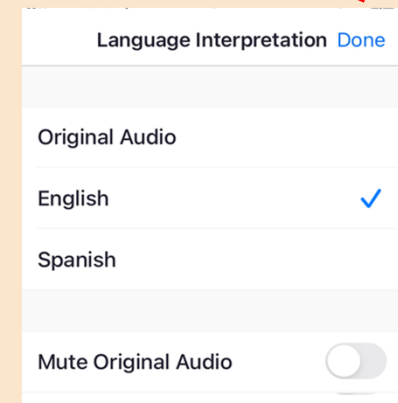 Language Interpretation Done
Original Audio
English
Spanish
Mute Original Audio